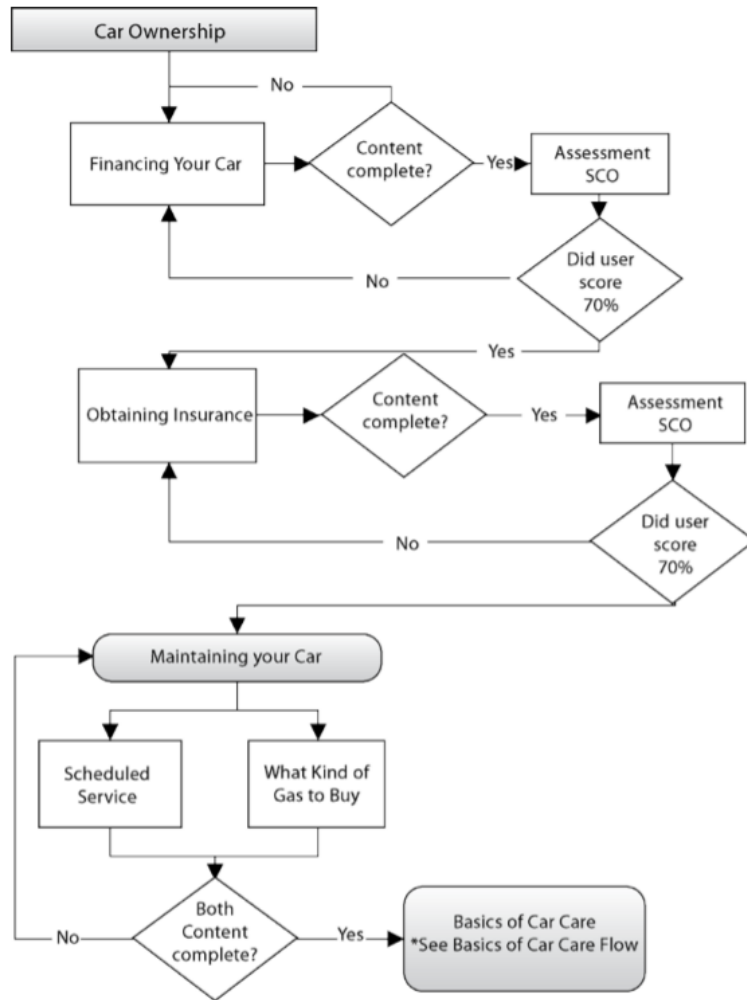 Car Ownership
No
Financing Your Car
Content
complete?
Yes
Assessment
SCO
Did user
score
70%
No
Yes
Obtaining Insurance
Content
complete?
Yes
Assessment
SCO
Did user
score
70%
No
Maintaining your Car
Scheduled
Service
What Kind of
Gas to Buy
Both
Content
complete?
No
Yes
Basics of Car Care
*See Basics of Car Care Flow